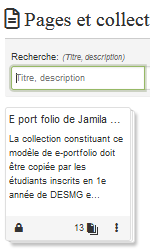 Pages et collect
Recherche: (Titre, description)
Titre, description
E port folio de Jamila ...
La collection constituant ce
modèle de e-portfolio doit
être copiée par les
étudiants inscrits en 1e
année de DESMG e...
13